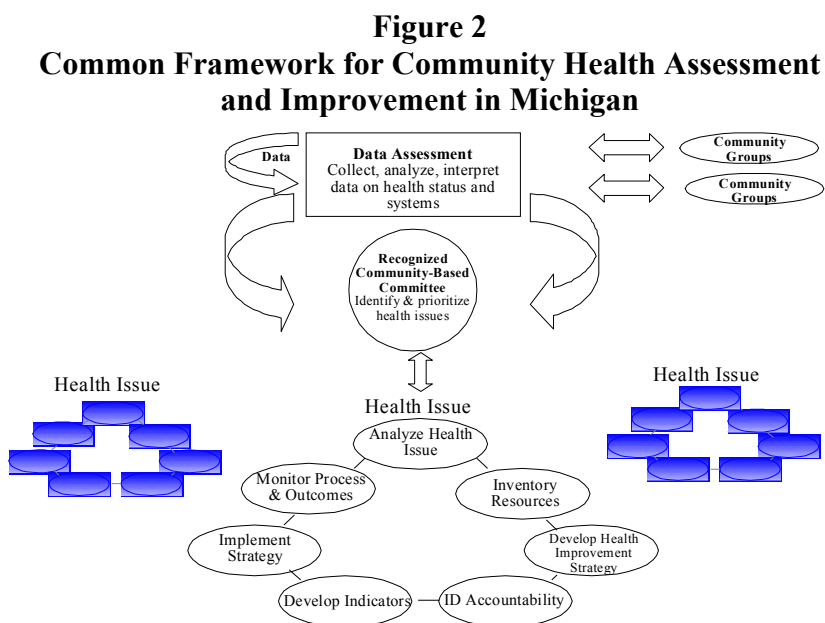 Figure 2
Common Framework for Community Health Assessment
and Improvement in Michigan
Data
Data Assessment
Collect, analyze, interpret
data on health status and
systems
Community
Groups
Community
Groups
Recognized
Community-Based
Committee
Identify & prioritize
health issues
Health Issue
Health Issue
Health Issue
Analyze Health
Issue
Monitor Process
& Outcomes
Inventory
Resources
Implement
Strategy
Develop Health
Improvement
Strategy
Develop Indicators
ID Accountability